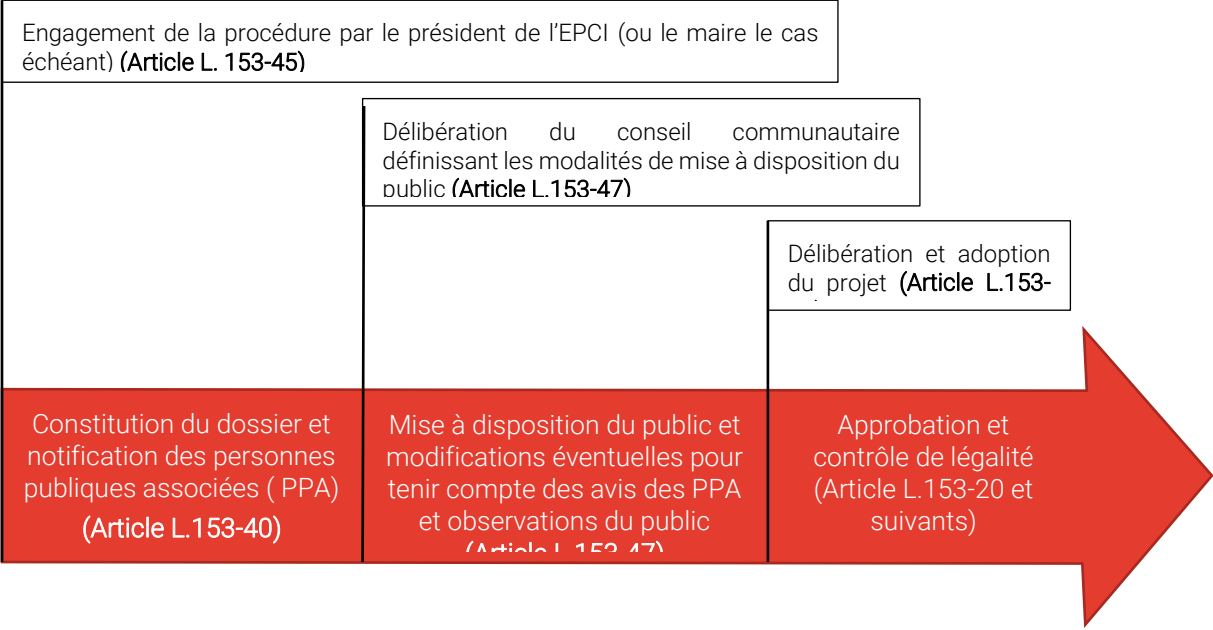 Engagement de la procédure par le président de l'EPCI (ou le maire le cas
échéant) (Article L. 153-45)
Délibération du conseil communautaire
définissant les modalités de mise à disposition du
public (Article L.153-47)
Délibération et adoption
du projet (Article L.153-
Constitution du dossier et
notification des personnes
publiques associées ( PPA)
(Article L.153-40)
Mise à disposition du public et
modifications éventuelles pour
tenir compte des avis des PPA
et observations du public
(Article L.153-47)
Approbation et
contrôle de légalité
(Article L.153-20 et
suivants)